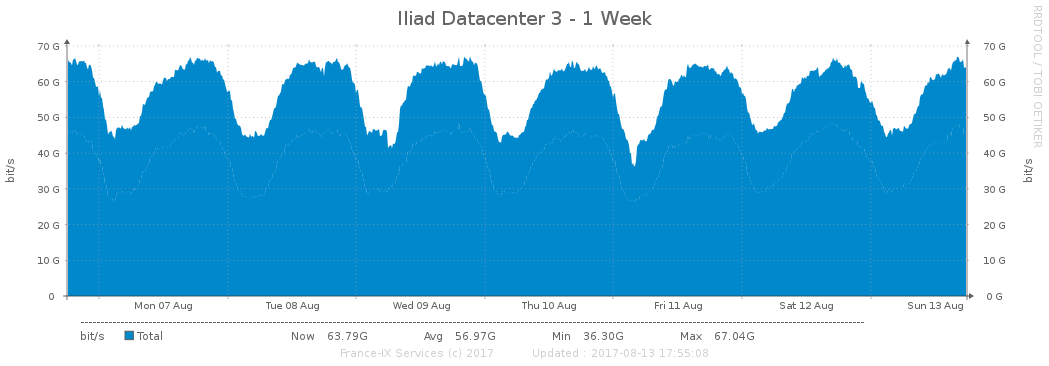 Iliad Datacenter 3 - 1 Week
RRDTOOL / TOBI OETIKER
70 G 70 G
60 G 60 G
50 G 50 G
40 G 40 G
30 G 30 G
20 G 20 G
10 G 10 G
0 0 G
bit/s
bit/s
Mon 07 Aug Tue 08 Aug Wed 09 Aug Thu 10 Aug Fri 11 Aug Sat 12 Aug Sun 13 Aug
bit/s Total Now 63.79G Avg 56.97G Min 36.30G Max 67.04G
France-IX Services (c) 2017 Updated : 2017-08-13 17:55:08